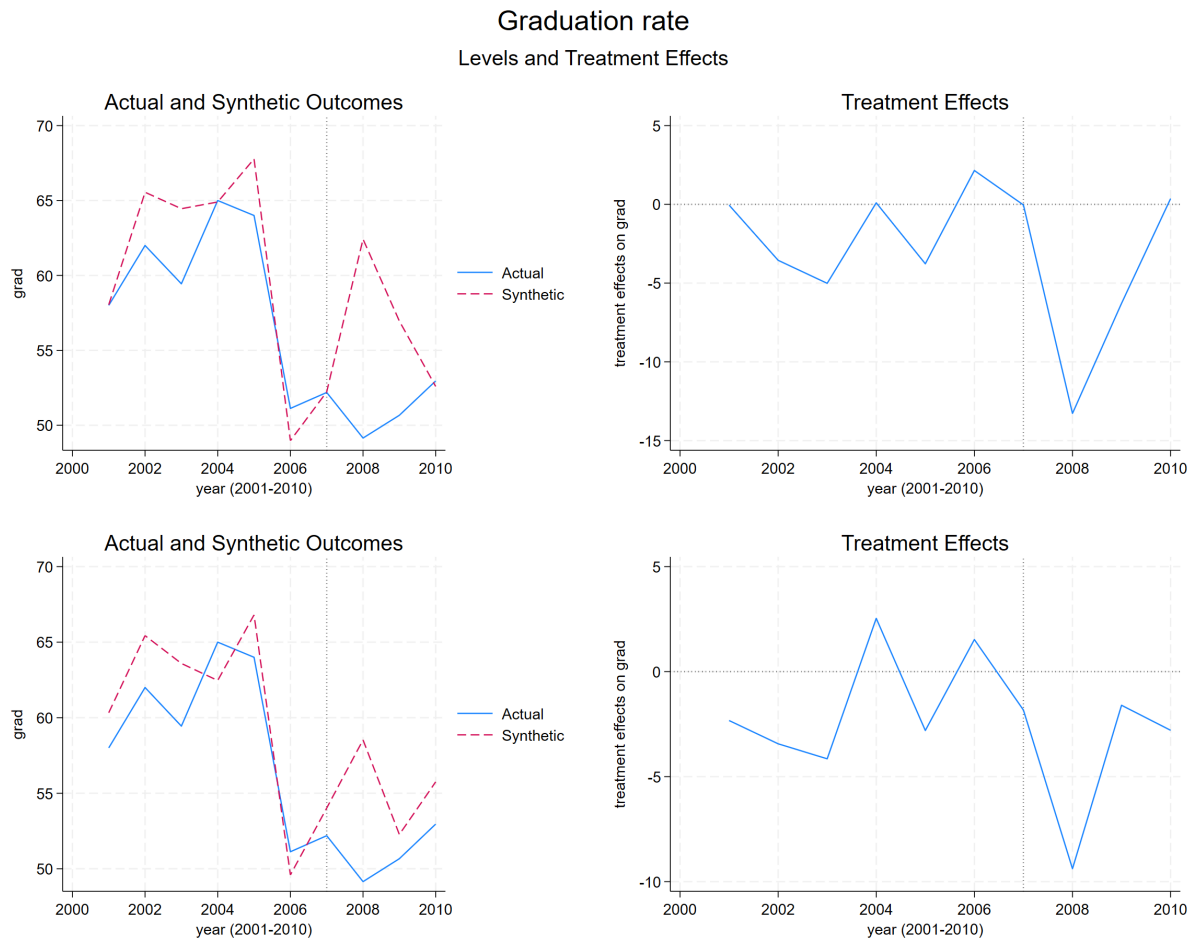 Graduation rate
Levels and Treatment Effects
Actual and Synthetic Outcomes
70
65
60
55
50
grad
2000 2002 2004 2006 2008 2010
year (2001-2010)
Actual
Synthetic
Treatment Effects
5
0
-5
-10
-15
treatment effects on grad
2000 2002 2004 2006 2008 2010
year (2001-2010)
Actual and Synthetic Outcomes
70
65
60
55
50
grad
2000 2002 2004 2006 2008 2010
year (2001-2010)
Actual
Synthetic
Treatment Effects
5
0
-5
-10
treatment effects on grad
2000 2002 2004 2006 2008 2010
year (2001-2010)